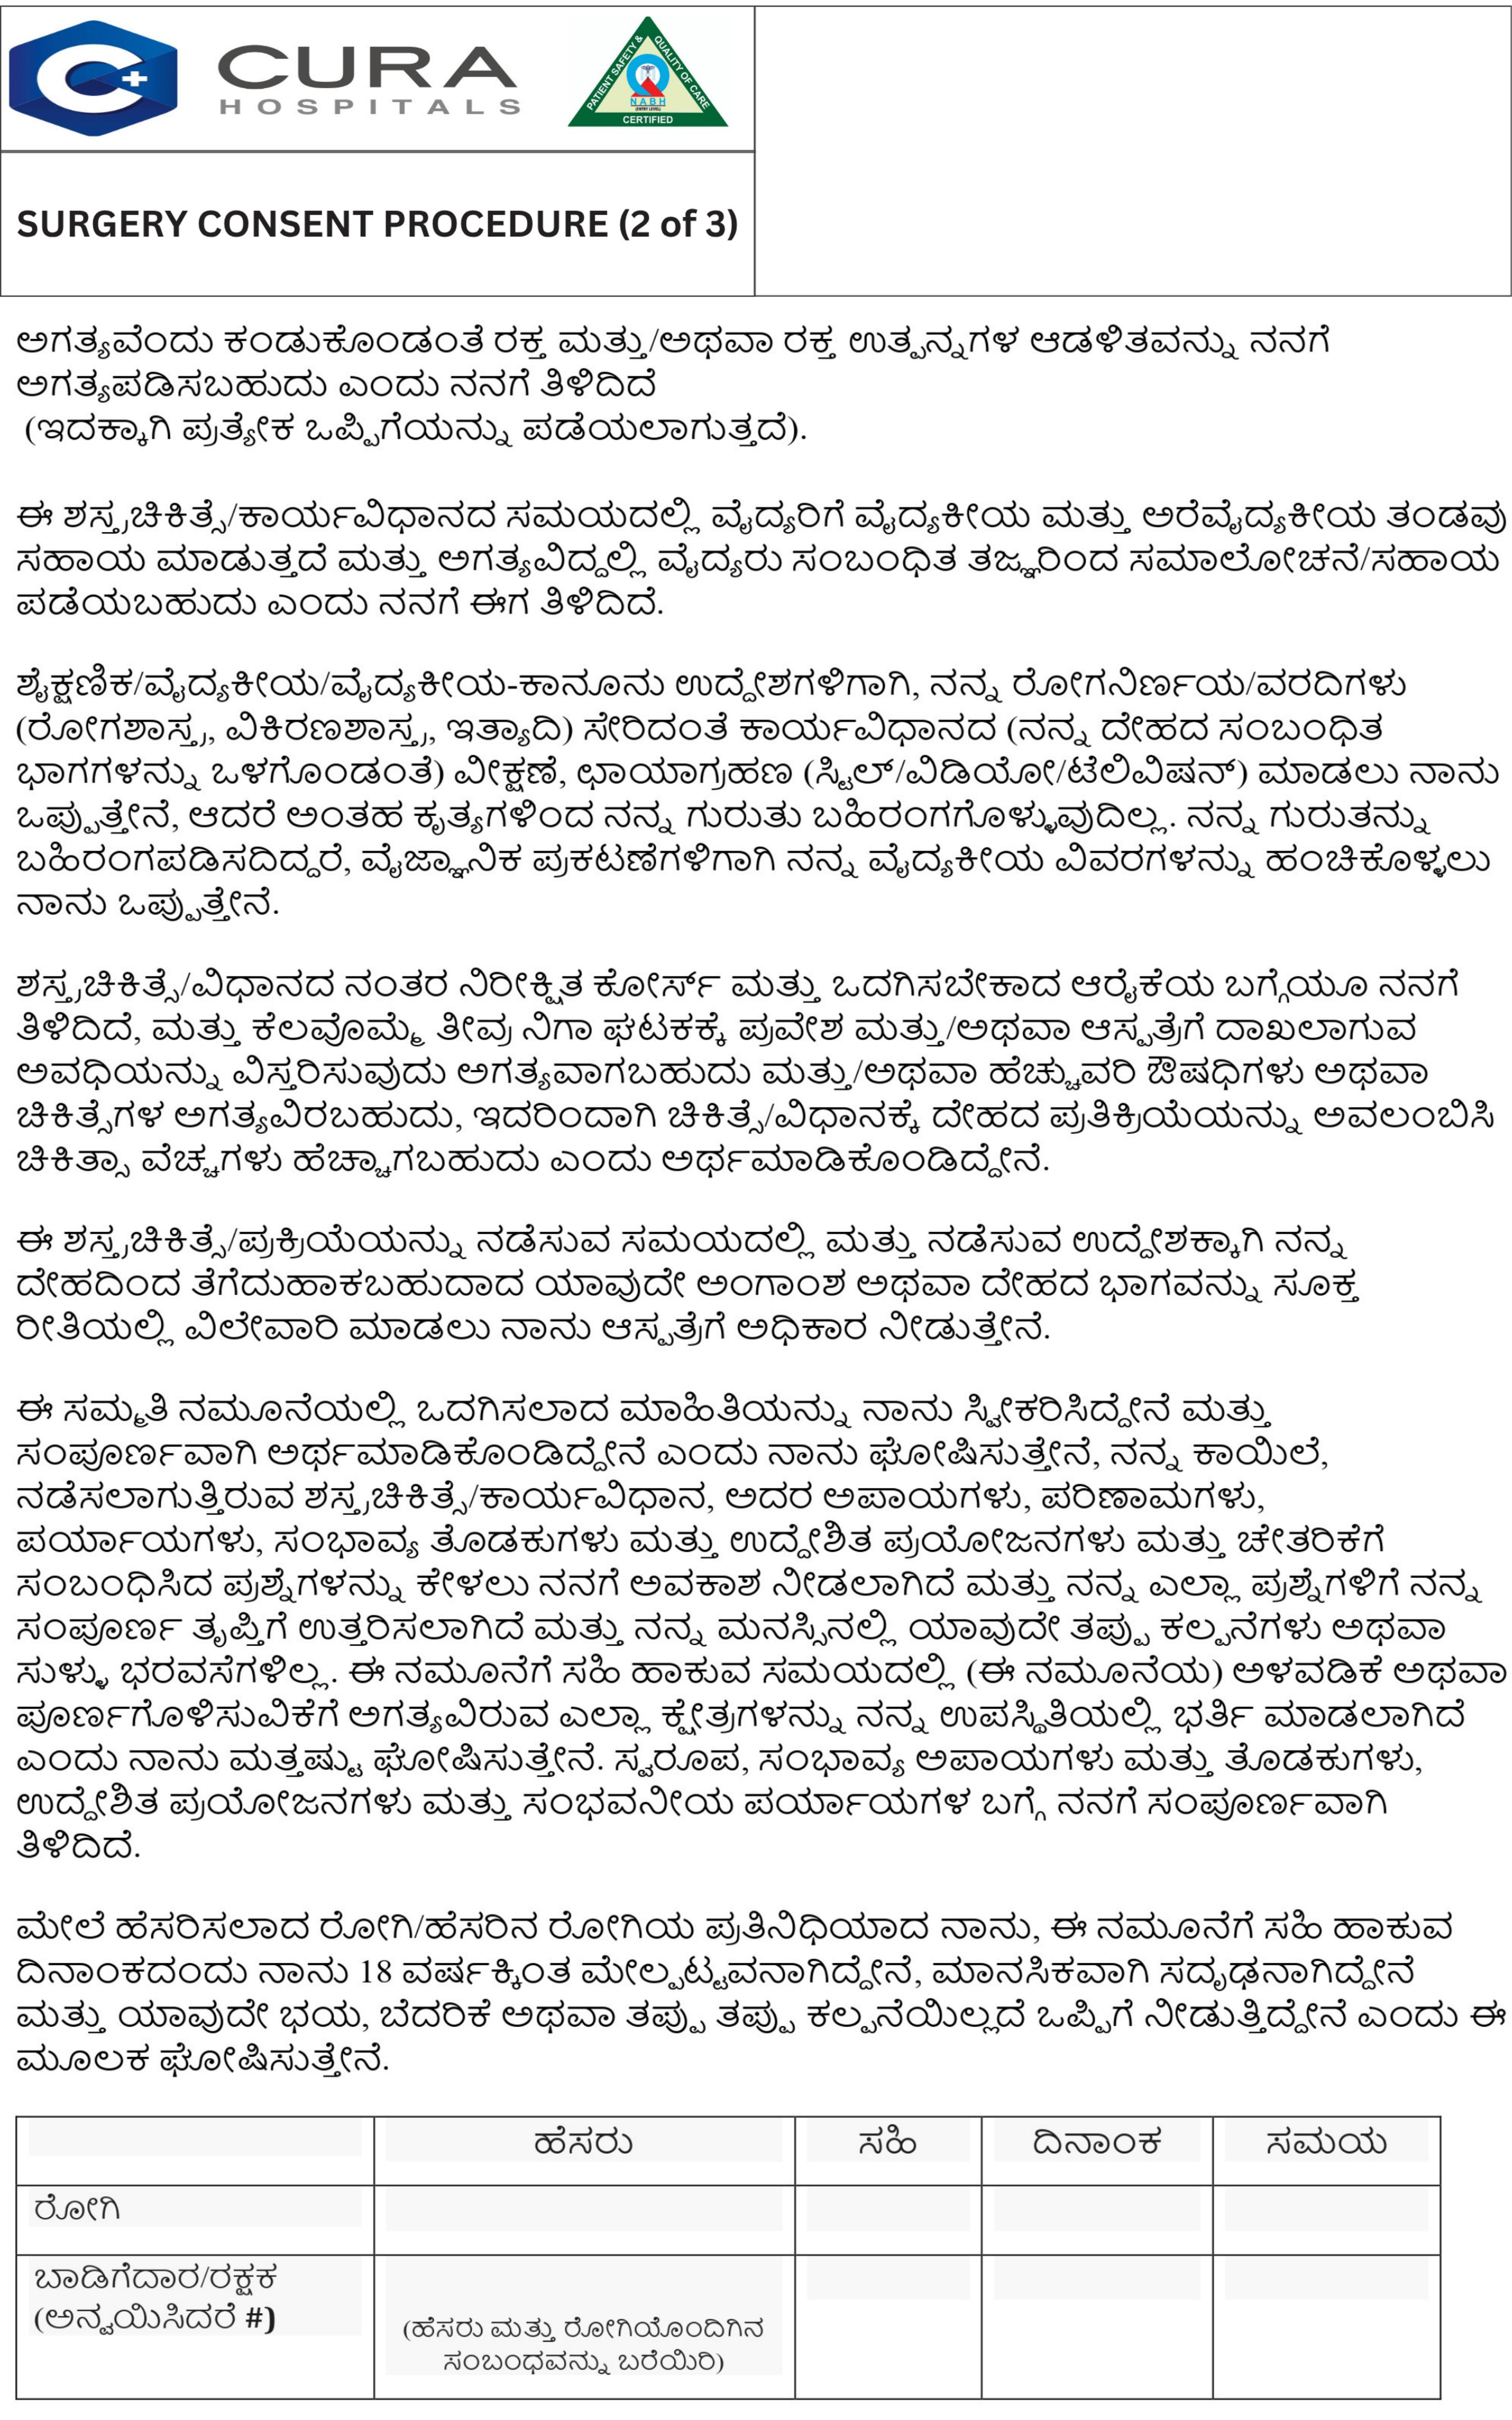 CURA
HOSPITALS
PATIENT SAFETY & QUALITY OF CARE
NABH
(ENTRY LEVEL)
CERTIFIED
SURGERY CONSENT PROCEDURE (2 of 3)
ಅಗತ್ಯವೆಂದು ಕಂಡುಕೊಂಡಂತೆ ರಕ್ತ ಮತ್ತು/ಅಥವಾ ರಕ್ತ ಉತ್ಪನ್ನಗಳ ಆಡಳಿತವನ್ನು ನನಗೆ
ಅಗತ್ಯಪಡಿಸಬಹುದು ಎಂದು ನನಗೆ ತಿಳಿದಿದೆ
(ಇದಕ್ಕಾಗಿ ಪ್ರತ್ಯೇಕ ಒಪ್ಪಿಗೆಯನ್ನು ಪಡೆಯಲಾಗುತ್ತದೆ).
ಈ ಶಸ್ತ್ರಚಿಕಿತ್ಸೆ/ಕಾರ್ಯವಿಧಾನದ ಸಮಯದಲ್ಲಿ ವೈದ್ಯರಿಗೆ ವೈದ್ಯಕೀಯ ಮತ್ತು ಅರೆವೈದ್ಯಕೀಯ ತಂಡವು
ಸಹಾಯ ಮಾಡುತ್ತದೆ ಮತ್ತು ಅಗತ್ಯವಿದ್ದಲ್ಲಿ ವೈದ್ಯರು ಸಂಬಂಧಿತ ತಜ್ಞರಿಂದ ಸಮಾಲೋಚನೆ/ಸಹಾಯ
ಪಡೆಯಬಹುದು ಎಂದು ನನಗೆ ಈಗ ತಿಳಿದಿದೆ.
ಶೈಕ್ಷಣಿಕ/ವೈದ್ಯಕೀಯ/ವೈದ್ಯಕೀಯ-ಕಾನೂನು ಉದ್ದೇಶಗಳಿಗಾಗಿ, ನನ್ನ ರೋಗನಿರ್ಣಯ/ವರದಿಗಳು
(ರೋಗಶಾಸ್ತ್ರ, ವಿಕಿರಣಶಾಸ್ತ್ರ, ಇತ್ಯಾದಿ) ಸೇರಿದಂತೆ ಕಾರ್ಯವಿಧಾನದ (ನನ್ನ ದೇಹದ ಸಂಬಂಧಿತ
ಭಾಗಗಳನ್ನು ಒಳಗೊಂಡಂತೆ) ವೀಕ್ಷಣೆ, ಛಾಯಾಗ್ರಹಣ (ಸ್ಟಿಲ್/ವಿಡಿಯೋ/ಟೆಲಿವಿಷನ್) ಮಾಡಲು ನಾನು
ಒಪ್ಪುತ್ತೇನೆ, ಆದರೆ ಅಂತಹ ಕೃತ್ಯಗಳಿಂದ ನನ್ನ ಗುರುತು ಬಹಿರಂಗಗೊಳ್ಳುವುದಿಲ್ಲ. ನನ್ನ ಗುರುತನ್ನು
ಬಹಿರಂಗಪಡಿಸದಿದ್ದರೆ, ವೈಜ್ಞಾನಿಕ ಪ್ರಕಟಣೆಗಳಿಗಾಗಿ ನನ್ನ ವೈದ್ಯಕೀಯ ವಿವರಗಳನ್ನು ಹಂಚಿಕೊಳ್ಳಲು
ನಾನು ಒಪ್ಪುತ್ತೇನೆ.
ಶಸ್ತ್ರಚಿಕಿತ್ಸೆ/ವಿಧಾನದ ನಂತರ ನಿರೀಕ್ಷಿತ ಕೋರ್ಸ್ ಮತ್ತು ಒದಗಿಸಬೇಕಾದ ಆರೈಕೆಯ ಬಗ್ಗೆಯೂ ನನಗೆ
ತಿಳಿದಿದೆ, ಮತ್ತು ಕೆಲವೊಮ್ಮೆ ತೀವ್ರ ನಿಗಾ ಘಟಕಕ್ಕೆ ಪ್ರವೇಶ ಮತ್ತು/ಅಥವಾ ಆಸ್ಪತ್ರೆಗೆ ದಾಖಲಾಗುವ
ಅವಧಿಯನ್ನು ವಿಸ್ತರಿಸುವುದು ಅಗತ್ಯವಾಗಬಹುದು ಮತ್ತು/ಅಥವಾ ಹೆಚ್ಚುವರಿ ಔಷಧಿಗಳು ಅಥವಾ
ಚಿಕಿತ್ಸೆಗಳ ಅಗತ್ಯವಿರಬಹುದು, ಇದರಿಂದಾಗಿ ಚಿಕಿತ್ಸೆ/ವಿಧಾನಕ್ಕೆ ದೇಹದ ಪ್ರತಿಕ್ರಿಯೆಯನ್ನು ಅವಲಂಬಿಸಿ
ಚಿಕಿತ್ಸಾ ವೆಚ್ಚಗಳು ಹೆಚ್ಚಾಗಬಹುದು ಎಂದು ಅರ್ಥಮಾಡಿಕೊಂಡಿದ್ದೇನೆ.
ಈ ಶಸ್ತ್ರಚಿಕಿತ್ಸೆ/ಪ್ರಕ್ರಿಯೆಯನ್ನು ನಡೆಸುವ ಸಮಯದಲ್ಲಿ ಮತ್ತು ನಡೆಸುವ ಉದ್ದೇಶಕ್ಕಾಗಿ ನನ್ನ
ದೇಹದಿಂದ ತೆಗೆದುಹಾಕಬಹುದಾದ ಯಾವುದೇ ಅಂಗಾಂಶ ಅಥವಾ ದೇಹದ ಭಾಗವನ್ನು ಸೂಕ್ತ
ರೀತಿಯಲ್ಲಿ ವಿಲೇವಾರಿ ಮಾಡಲು ನಾನು ಆಸ್ಪತ್ರೆಗೆ ಅಧಿಕಾರ ನೀಡುತ್ತೇನೆ.
ಈ ಸಮ್ಮತಿ ನಮೂನೆಯಲ್ಲಿ ಒದಗಿಸಲಾದ ಮಾಹಿತಿಯನ್ನು ನಾನು ಸ್ವೀಕರಿಸಿದ್ದೇನೆ ಮತ್ತು
ಸಂಪೂರ್ಣವಾಗಿ ಅರ್ಥಮಾಡಿಕೊಂಡಿದ್ದೇನೆ ಎಂದು ನಾನು ಘೋಷಿಸುತ್ತೇನೆ, ನನ್ನ ಕಾಯಿಲೆ,
ನಡೆಸಲಾಗುತ್ತಿರುವ ಶಸ್ತ್ರಚಿಕಿತ್ಸೆ/ಕಾರ್ಯವಿಧಾನ, ಅದರ ಅಪಾಯಗಳು, ಪರಿಣಾಮಗಳು,
ಪರ್ಯಾಯಗಳು, ಸಂಭಾವ್ಯ ತೊಡಕುಗಳು ಮತ್ತು ಉದ್ದೇಶಿತ ಪ್ರಯೋಜನಗಳು ಮತ್ತು ಚೇತರಿಕೆಗೆ
ಸಂಬಂಧಿಸಿದ ಪ್ರಶ್ನೆಗಳನ್ನು ಕೇಳಲು ನನಗೆ ಅವಕಾಶ ನೀಡಲಾಗಿದೆ ಮತ್ತು ನನ್ನ ಎಲ್ಲಾ ಪ್ರಶ್ನೆಗಳಿಗೆ ನನ್ನ
ಸಂಪೂರ್ಣ ತೃಪ್ತಿಗೆ ಉತ್ತರಿಸಲಾಗಿದೆ ಮತ್ತು ನನ್ನ ಮನಸ್ಸಿನಲ್ಲಿ ಯಾವುದೇ ತಪ್ಪು ಕಲ್ಪನೆಗಳು ಅಥವಾ
ಸುಳ್ಳು ಭರವಸೆಗಳಿಲ್ಲ. ಈ ನಮೂನೆಗೆ ಸಹಿ ಹಾಕುವ ಸಮಯದಲ್ಲಿ (ಈ ನಮೂನೆಯ) ಅಳವಡಿಕೆ ಅಥವಾ
ಪೂರ್ಣಗೊಳಿಸುವಿಕೆಗೆ ಅಗತ್ಯವಿರುವ ಎಲ್ಲಾ ಕ್ಷೇತ್ರಗಳನ್ನು ನನ್ನ ಉಪಸ್ಥಿತಿಯಲ್ಲಿ ಭರ್ತಿ ಮಾಡಲಾಗಿದೆ
ಎಂದು ನಾನು ಮತ್ತಷ್ಟು ಘೋಷಿಸುತ್ತೇನೆ. ಸ್ವರೂಪ, ಸಂಭಾವ್ಯ ಅಪಾಯಗಳು ಮತ್ತು ತೊಡಕುಗಳು,
ಉದ್ದೇಶಿತ ಪ್ರಯೋಜನಗಳು ಮತ್ತು ಸಂಭವನೀಯ ಪರ್ಯಾಯಗಳ ಬಗ್ಗೆ ನನಗೆ ಸಂಪೂರ್ಣವಾಗಿ
ತಿಳಿದಿದೆ.
ಮೇಲೆ ಹೆಸರಿಸಲಾದ ರೋಗಿ/ಹೆಸರಿನ ರೋಗಿಯ ಪ್ರತಿನಿಧಿಯಾದ ನಾನು, ಈ ನಮೂನೆಗೆ ಸಹಿ ಹಾಕುವ
ದಿನಾಂಕದಂದು ನಾನು 18 ವರ್ಷಕ್ಕಿಂತ ಮೇಲ್ಪಟ್ಟವನಾಗಿದ್ದೇನೆ, ಮಾನಸಿಕವಾಗಿ ಸದೃಢನಾಗಿದ್ದೇನೆ
ಮತ್ತು ಯಾವುದೇ ಭಯ, ಬೆದರಿಕೆ ಅಥವಾ ತಪ್ಪು ತಪ್ಪು ಕಲ್ಪನೆಯಿಲ್ಲದೆ ಒಪ್ಪಿಗೆ ನೀಡುತ್ತಿದ್ದೇನೆ ಎಂದು ಈ
ಮೂಲಕ ಘೋಷಿಸುತ್ತೇನೆ.
ಹೆಸರು ಸಹಿ ದಿನಾಂಕ ಸಮಯ
ರೋಗಿ
ಬಾಡಿಗೆದಾರ/ರಕ್ಷಕ
(ಅನ್ವಯಿಸಿದರೆ #)
(ಹೆಸರು ಮತ್ತು ರೋಗಿಯೊಂದಿಗಿನ
ಸಂಬಂಧವನ್ನು ಬರೆಯಿರಿ)